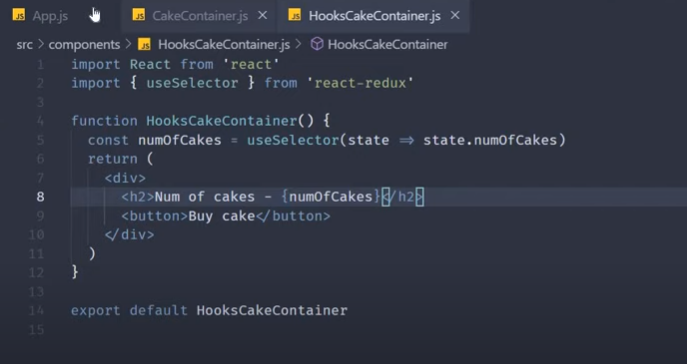 JS App.js JS CakeContainer.js × JS HooksCakeContainer.js ×
src > components > JS HooksCakeContainer.js > HooksCakeContainer
1 import React from 'react'
2 import { useSelector } from 'react-redux'
3
4 function HooksCakeContainer() {
5 const numOfCakes = useSelector(state => state.numOfCakes)
6 return (
7 <div>
8 <h2>Num of cakes - {numOfCakes}</h2>
9 <button>Buy cake</button>
10 </div>
11 )
12 }
13
14 export default HooksCakeContainer
15